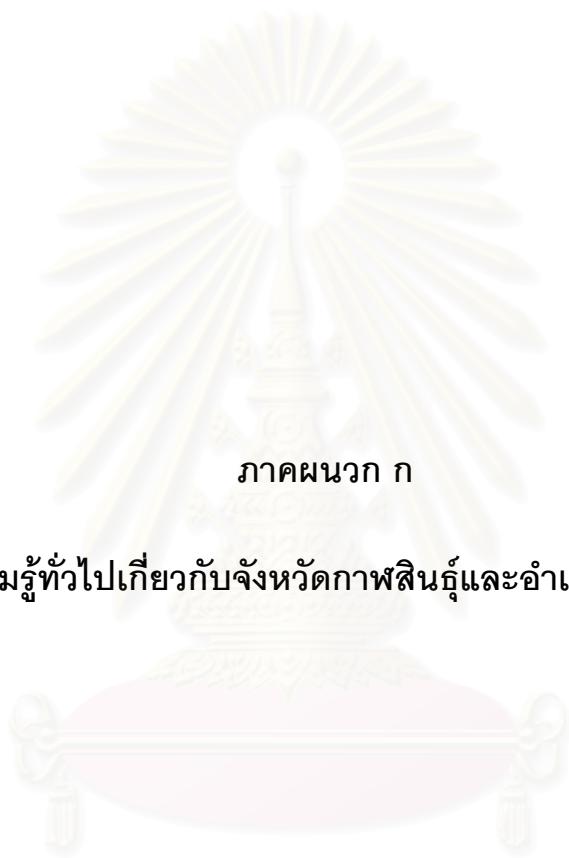 ภาคผนวก ก
มรู้ทั่วไปเกี่ยวกับจังหวัดกาฬสินธุ์และอำเ